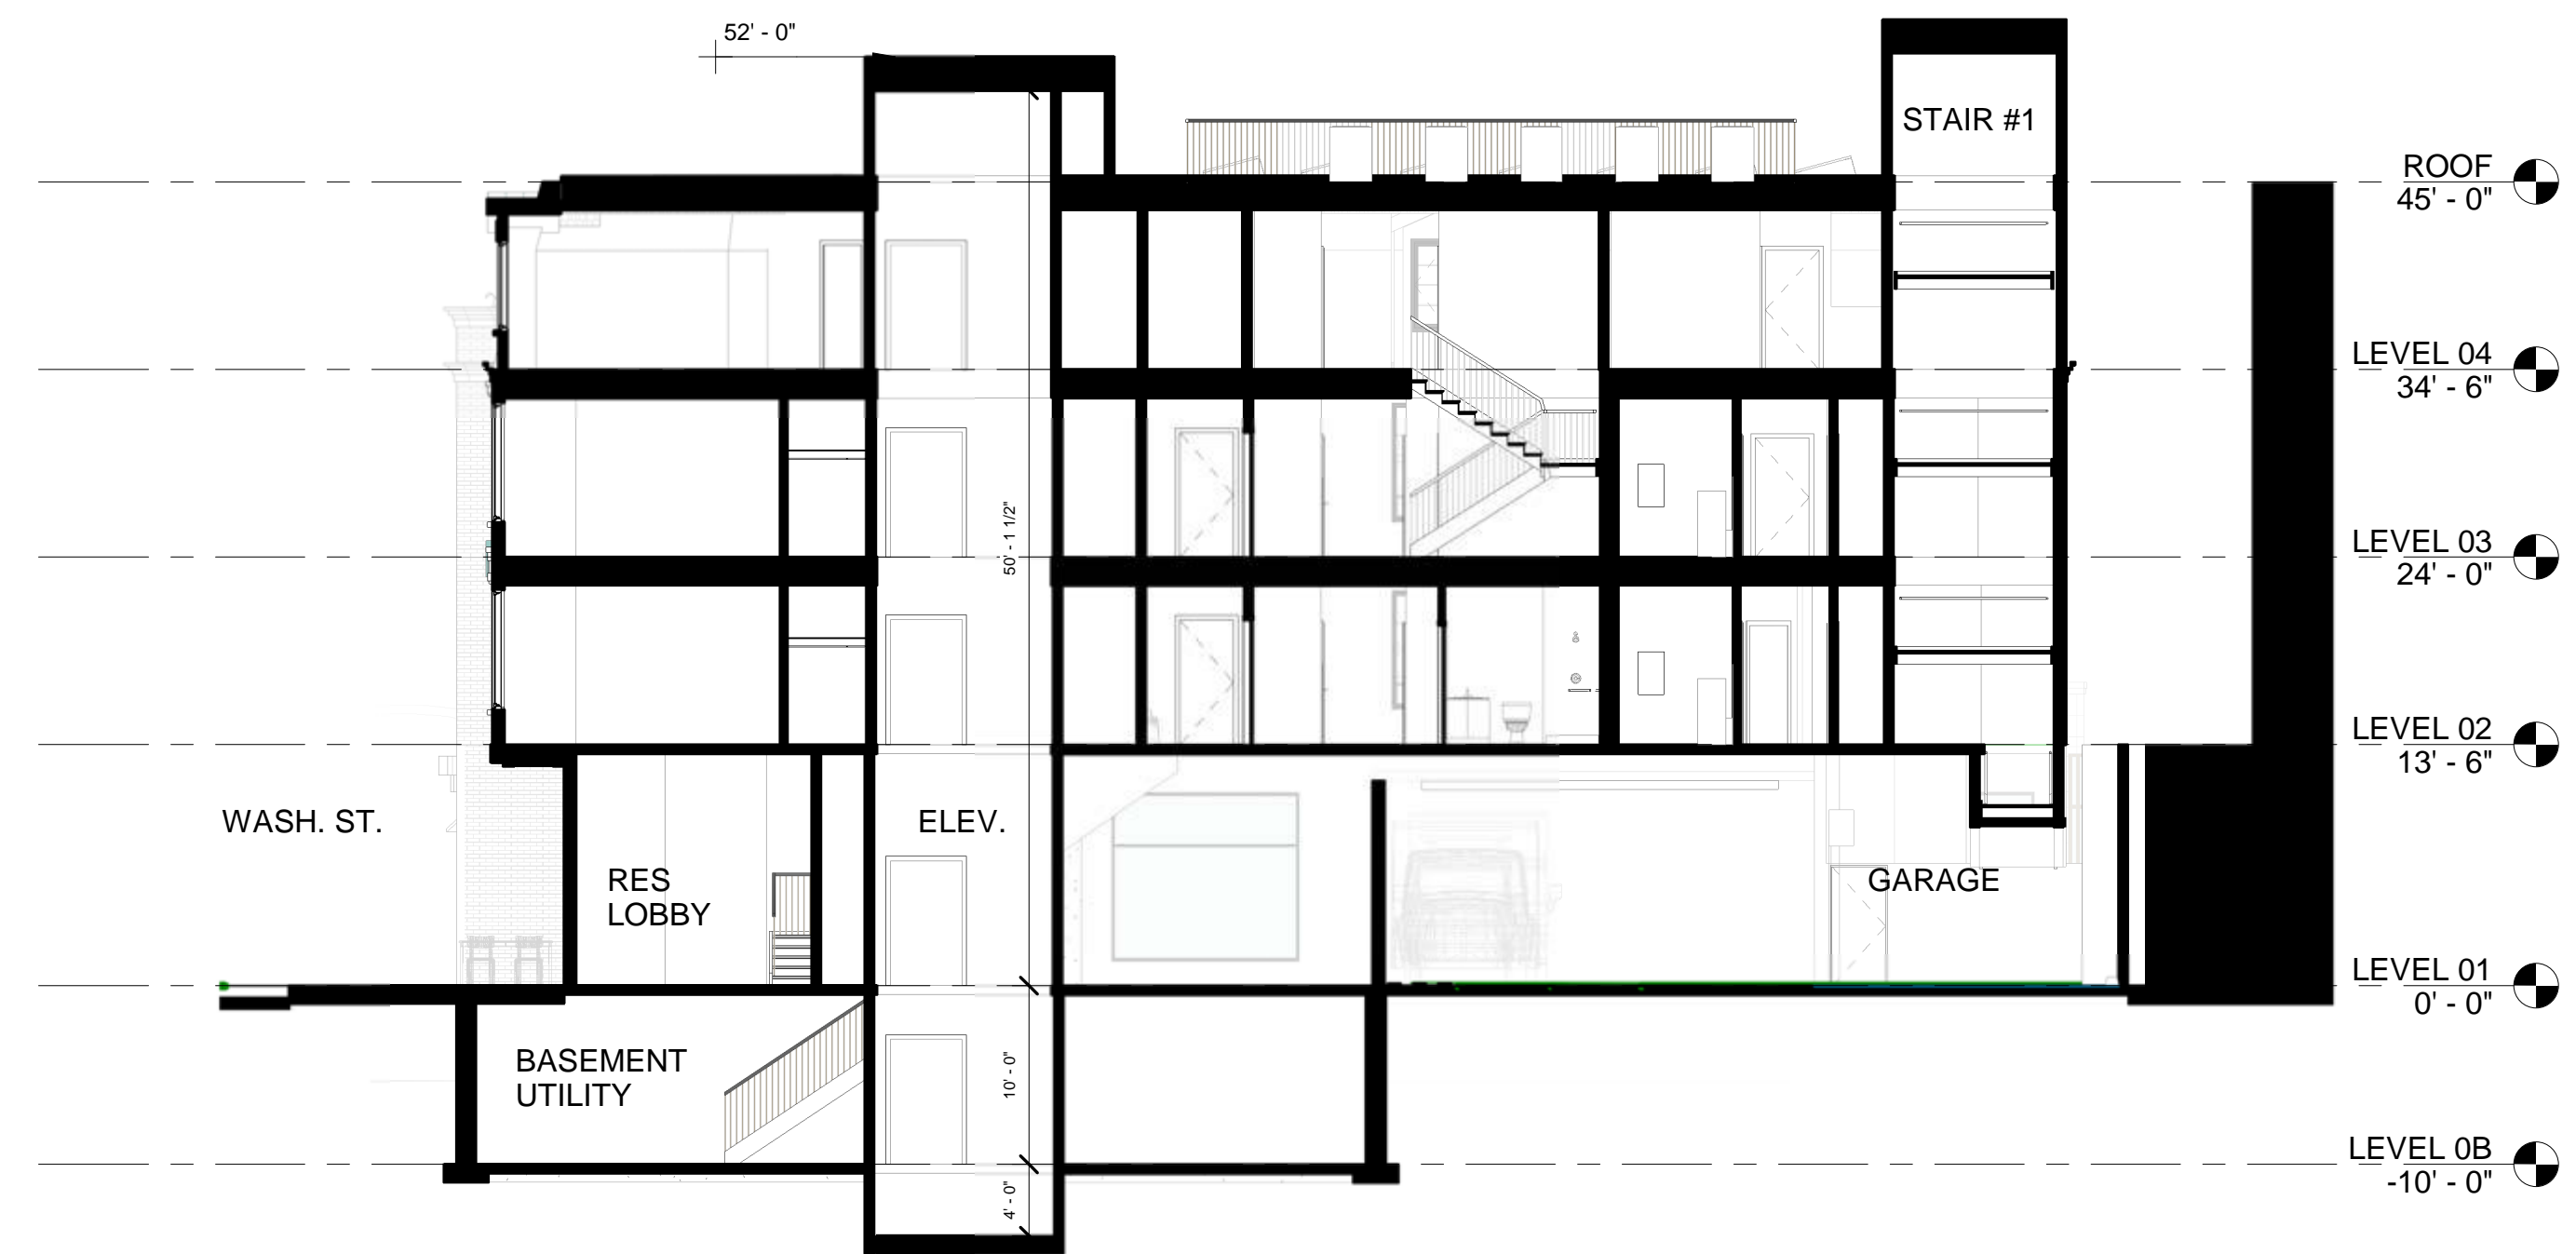 52' - 0"
STAIR #1
ROOF
45' - 0"
LEVEL 04
34' - 6"
50' - 1 1/2"
LEVEL 03
24' - 0"
LEVEL 02
13' - 6"
WASH. ST.
ELEV.
RES
LOBBY
GARAGE
LEVEL 01
0' - 0"
BASEMENT
UTILITY
10' - 0"
LEVEL 0B
-10' - 0"
4' - 0"